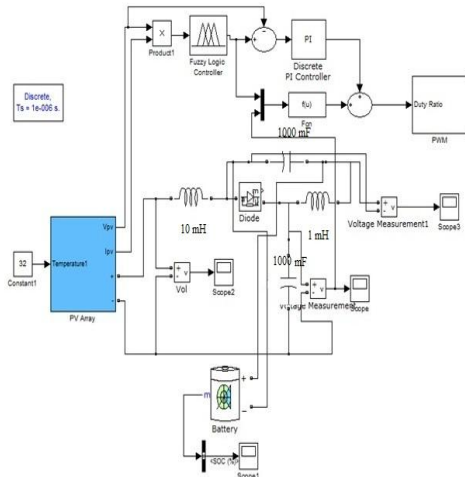 X
Product1
Fuzzy Logic
Controller
PI
Discrete
PI Controller
Discrete,
Ts = 1e-006 s.
f(u)
Fcn
Duty Ratio
PWM
1000 mF
Vpv
Ipv
Temperature1
+
-
PV Array
32
Constant1
10 mH
+
-
v
Vol
Scope2
m
Diode
1 mH
1000 mF
+
-
v
Voltage Measurement1
Scope3
+
-
v
Voltage Measurement
Scope
m
+
-
Battery
<SOC (%)>
Scope1